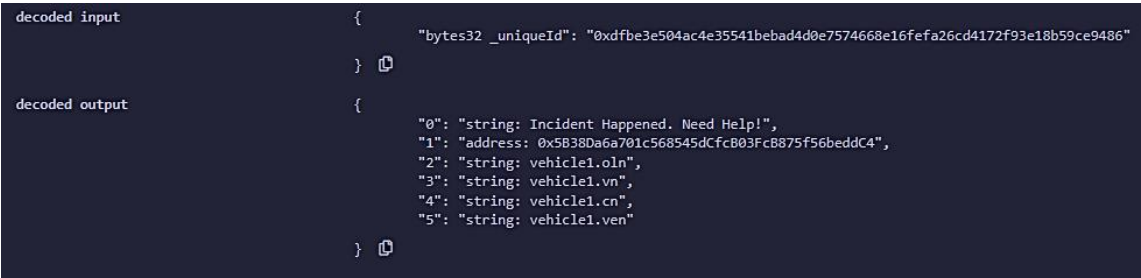 decoded input {
"bytes32 _uniqueId": "0xdfbe3e504ac4e35541bebad4d0e7574668e16fefa26cd4172f93e18b59ce9486"
}
decoded output {
"0": "string: Incident Happened. Need Help!",
"1": "address: 0x5B38Da6a701c568545dCfcB03FcB875f56beddC4",
"2": "string: vehicle1.oln",
"3": "string: vehicle1.vn",
"4": "string: vehicle1.cn",
"5": "string: vehicle1.ven"
}